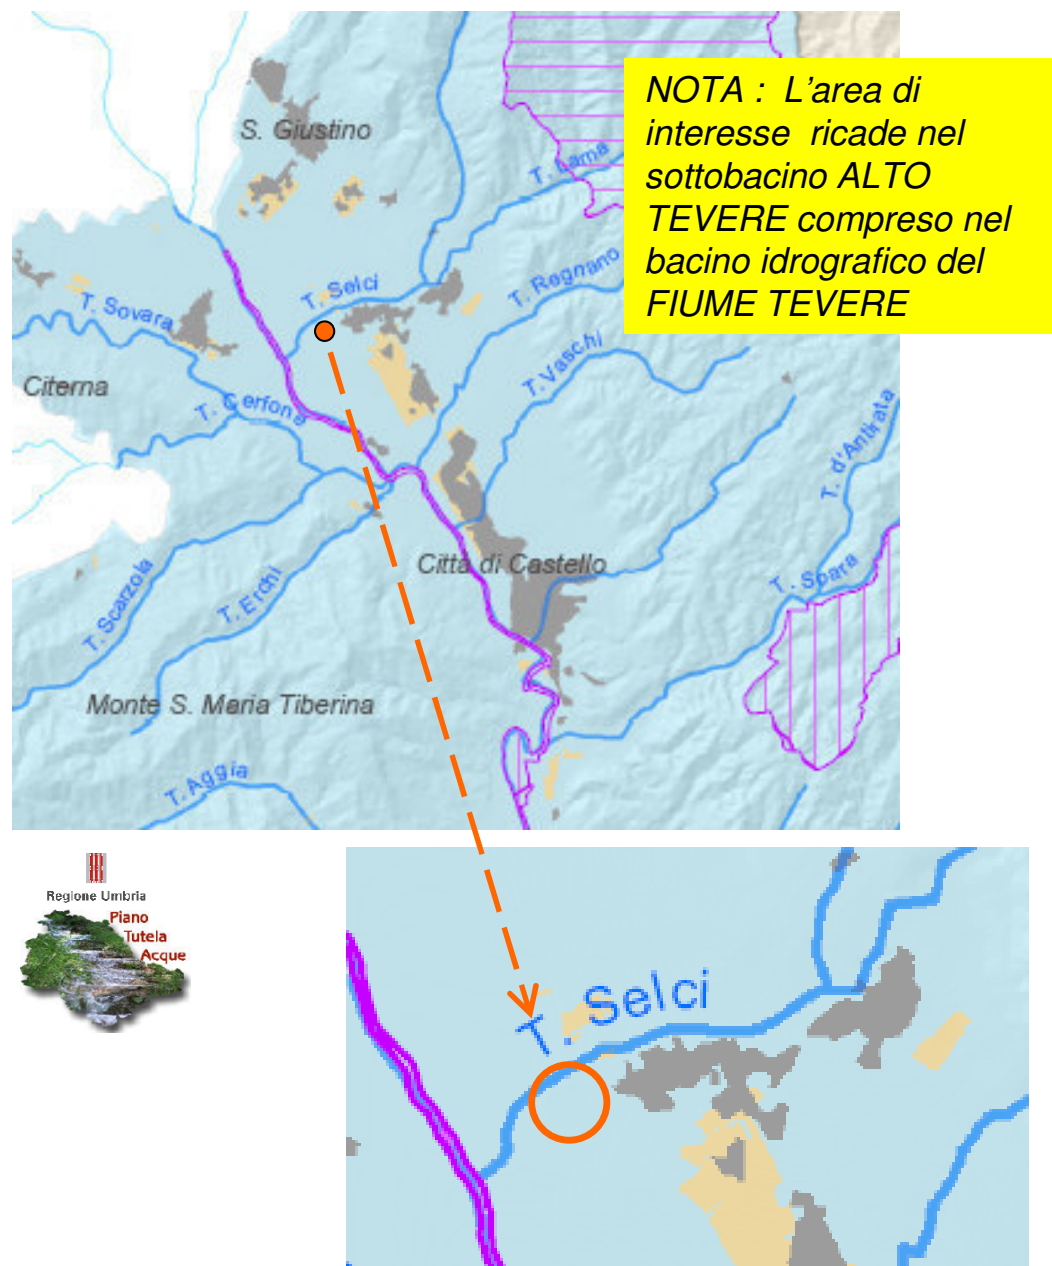 S. Giustino
NOTA : L'area di
interesse ricade nel
sottobacino ALTO
TEVERE compreso nel
bacino idrografico del
FIUME TEVERE
T. Lama
T. Regnano
T. Selci
T. Sovara
T. Vaschi
Citerna
T. Cerfone
T. d'Antirata
Città di Castello
T. Soara
T. Scarzola
T. Erchi
Monte S. Maria Tiberina
T. Aggia
Regione Umbria
Piano
Tutela
Acque
T. Selci